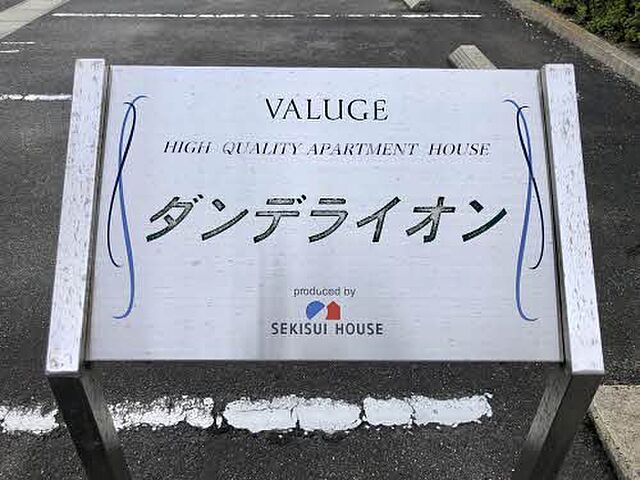 VALUGE
HIGH QUALITY APARTMENT HOUSE
ダンデライオン
produced by
SEKISUI HOUSE